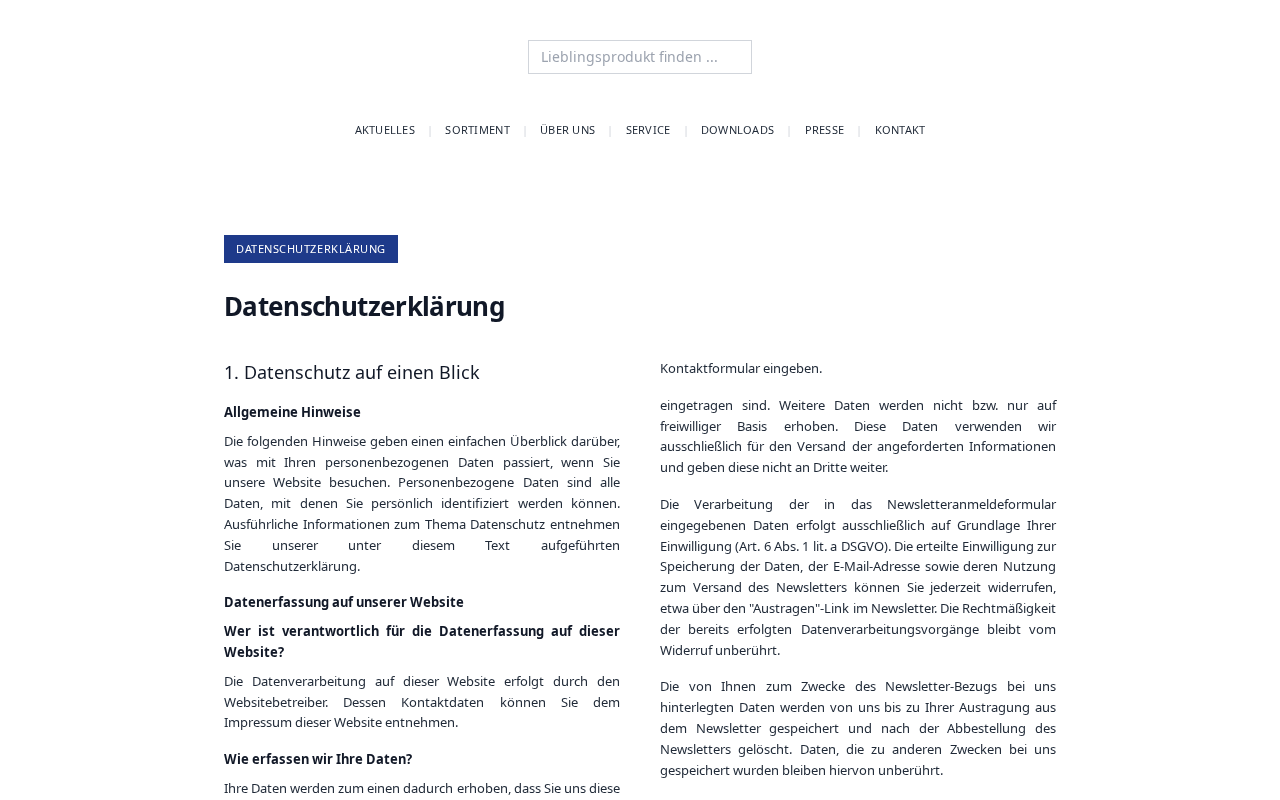 Lieblingsprodukt finden ...
AKTUELLES | SORTIMENT | ÜBER UNS | SERVICE | DOWNLOADS | PRESSE | KONTAKT
DATENSCHUTZERKLÄRUNG
Datenschutzerklärung
1. Datenschutz auf einen Blick
Allgemeine Hinweise
Die folgenden Hinweise geben einen einfachen Überblick darüber,
was mit Ihren personenbezogenen Daten passiert, wenn Sie
unsere Website besuchen. Personenbezogene Daten sind alle
Daten, mit denen Sie persönlich identifiziert werden können.
Ausführliche Informationen zum Thema Datenschutz entnehmen
Sie unserer unter diesem Text aufgeführten
Datenschutzerklärung.
Datenerfassung auf unserer Website
Wer ist verantwortlich für die Datenerfassung auf dieser
Website?
Die Datenverarbeitung auf dieser Website erfolgt durch den
Websitebetreiber. Dessen Kontaktdaten können Sie dem
Impressum dieser Website entnehmen.
Wie erfassen wir Ihre Daten?
Ihre Daten werden zum einen dadurch erhoben, dass Sie uns diese
Kontaktformular eingeben.
eingetragen sind. Weitere Daten werden nicht bzw. nur auf
freiwilliger Basis erhoben. Diese Daten verwenden wir
ausschließlich für den Versand der angeforderten Informationen
und geben diese nicht an Dritte weiter.
Die Verarbeitung der in das Newsletteranmeldeformular
eingegebenen Daten erfolgt ausschließlich auf Grundlage Ihrer
Einwilligung (Art. 6 Abs. 1 lit. a DSGVO). Die erteilte Einwilligung zur
Speicherung der Daten, der E-Mail-Adresse sowie deren Nutzung
zum Versand des Newsletters können Sie jederzeit widerrufen,
etwa über den "Austragen"-Link im Newsletter. Die Rechtmäßigkeit
der bereits erfolgten Datenverarbeitungsvorgänge bleibt vom
Widerruf unberührt.
Die von Ihnen zum Zwecke des Newsletter-Bezugs bei uns
hinterlegten Daten werden von uns bis zu Ihrer Austragung aus
dem Newsletter gespeichert und nach der Abbestellung des
Newsletters gelöscht. Daten, die zu anderen Zwecken bei uns
gespeichert wurden bleiben hiervon unberührt.